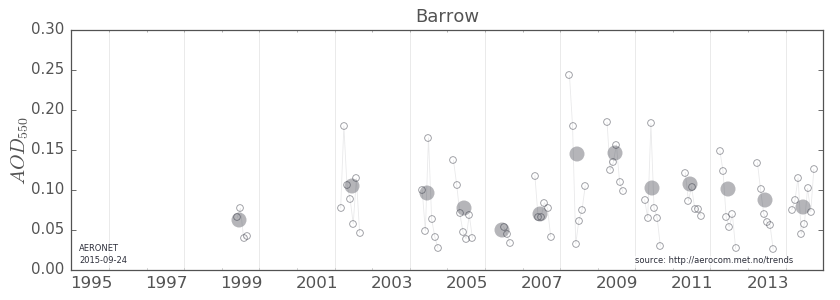 Barrow
0.30
0.25
0.20
0.15
0.10
0.05
0.00
AOD550
AERONET
2015-09-24
source: http://aerocom.met.no/trends
1995 1997 1999 2001 2003 2005 2007 2009 2011 2013